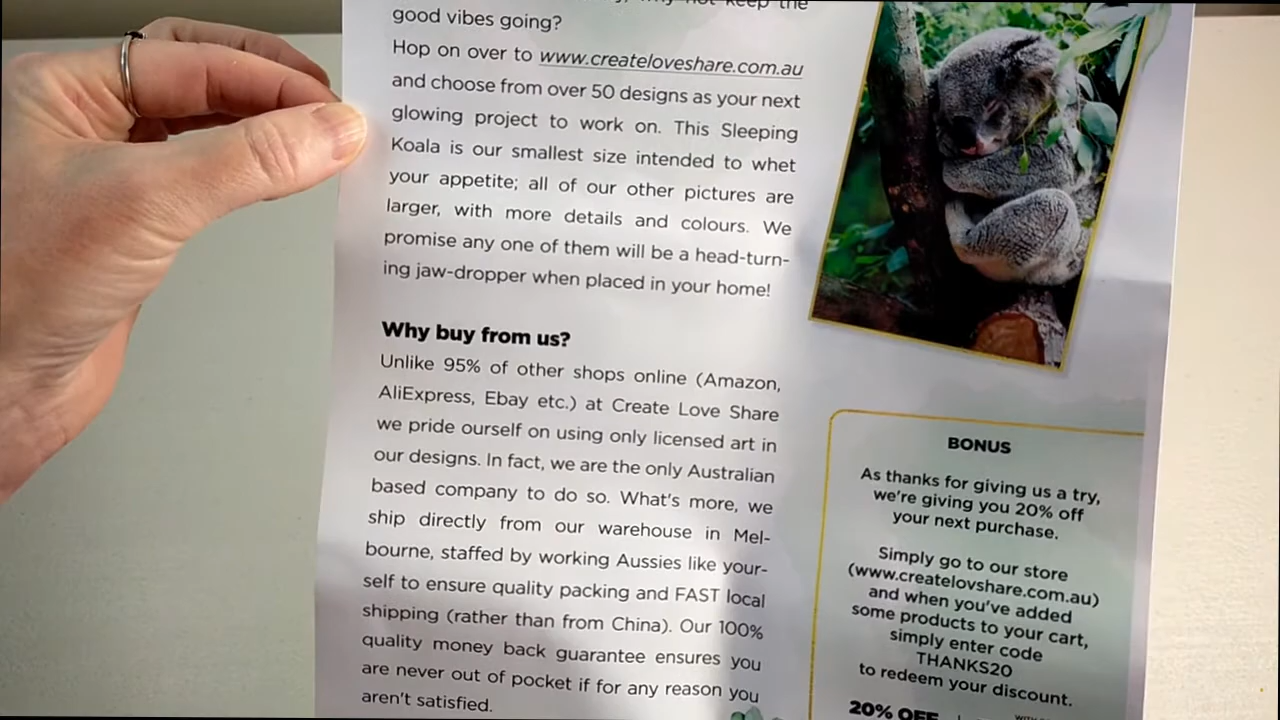 keep the
good vibes going?
Hop on over to www.createloveshare.com.au
and choose from over 50 designs as your next
glowing project to work on. This Sleeping
Koala is our smallest size intended to whet
your appetite; all of our other pictures are
larger, with more details and colours. We
promise any one of them will be a head-turn-
ing jaw-dropper when placed in your home!
Why buy from us?
Unlike 95% of other shops online (Amazon,
AliExpress, Ebay etc.) at Create Love Share
we pride ourself on using only licensed art in
our designs. In fact, we are the only Australian
based company to do so. What's more, we
ship directly from our warehouse in Mel-
bourne, staffed by working Aussies like your-
self to ensure quality packing and FAST local
shipping (rather than from China). Our 100%
quality money back guarantee ensures you
are never out of pocket if for any reason you
aren't satisfied.
BONUS
As thanks for giving us a try,
we're giving you 20% off
your next purchase.
Simply go to our store
(www.createlovshare.com.au)
and when you've added
some products to your cart,
simply enter code
THANKS20
to redeem your discount.
20% OFF